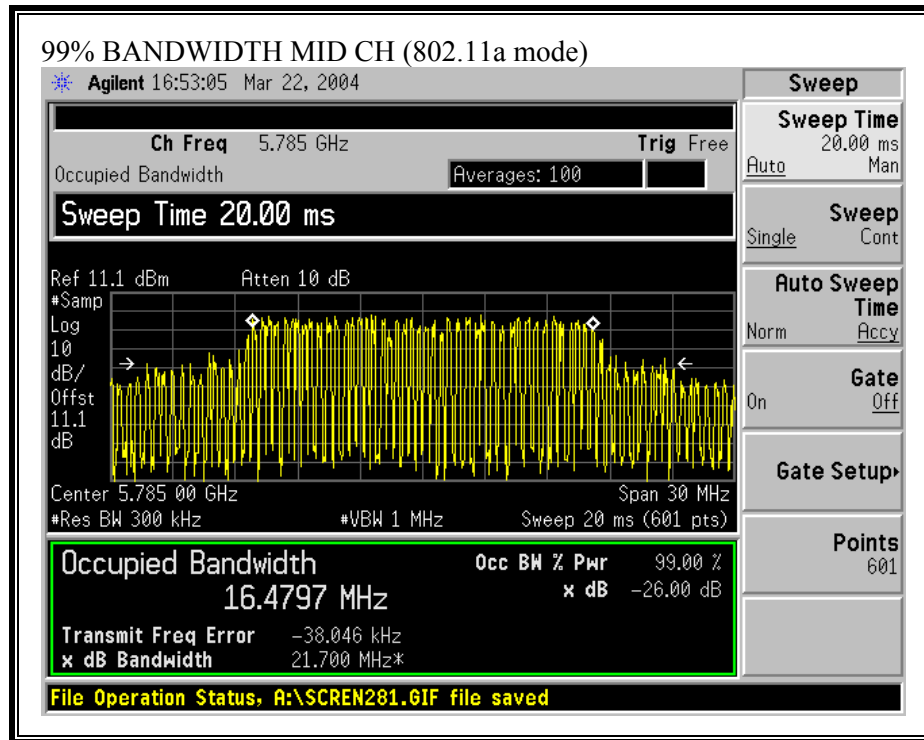 99% BANDWIDTH MID CH (802.11a mode)
Agilent 16:53:05 Mar 22, 2004
Sweep
Ch Freq 5.785 GHz Trig Free
Occupied Bandwidth Averages: 100
Sweep Time 20.00 ms
Ref 11.1 dBm Atten 10 dB
#Samp
Log
10
dB/
Offst
11.1
dB
Center 5.785 00 GHz Span 30 MHz
#Res BW 300 kHz #VBW 1 MHz Sweep 20 ms (601 pts)
Occupied Bandwidth Occ BW % Pwr 99.00 %
16.4797 MHz x dB -26.00 dB
Transmit Freq Error -38.046 kHz
x dB Bandwidth 21.700 MHz*
File Operation Status, A:\SCREN281.GIF file saved
Sweep Time
20.00 ms
Auto Man
Sweep
Single Cont
Auto Sweep
Time
Norm Accy
Gate
On Off
Gate Setup
Points
601